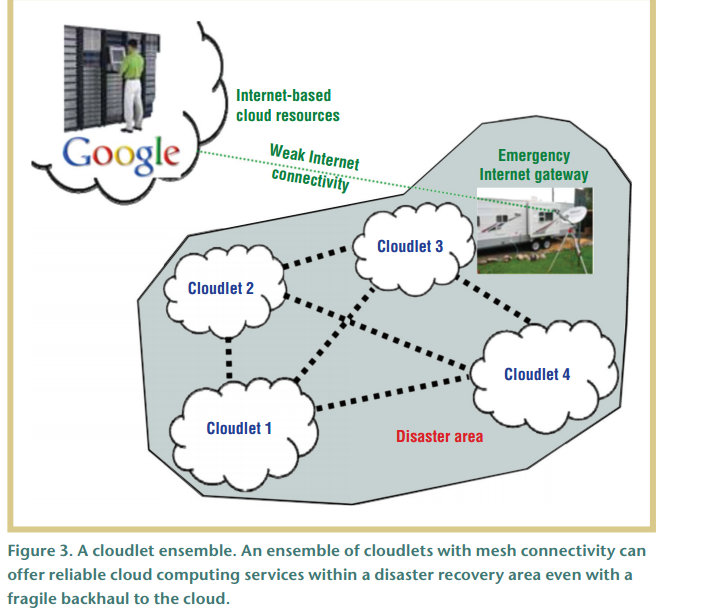 Internet-based
cloud resources
Google
Weak Internet
connectivity
Emergency
Internet gateway
Cloudlet 3
Cloudlet 2
Cloudlet 4
Cloudlet 1
Disaster area
Figure 3. A cloudlet ensemble. An ensemble of cloudlets with mesh connectivity can
offer reliable cloud computing services within a disaster recovery area even with a
fragile backhaul to the cloud.